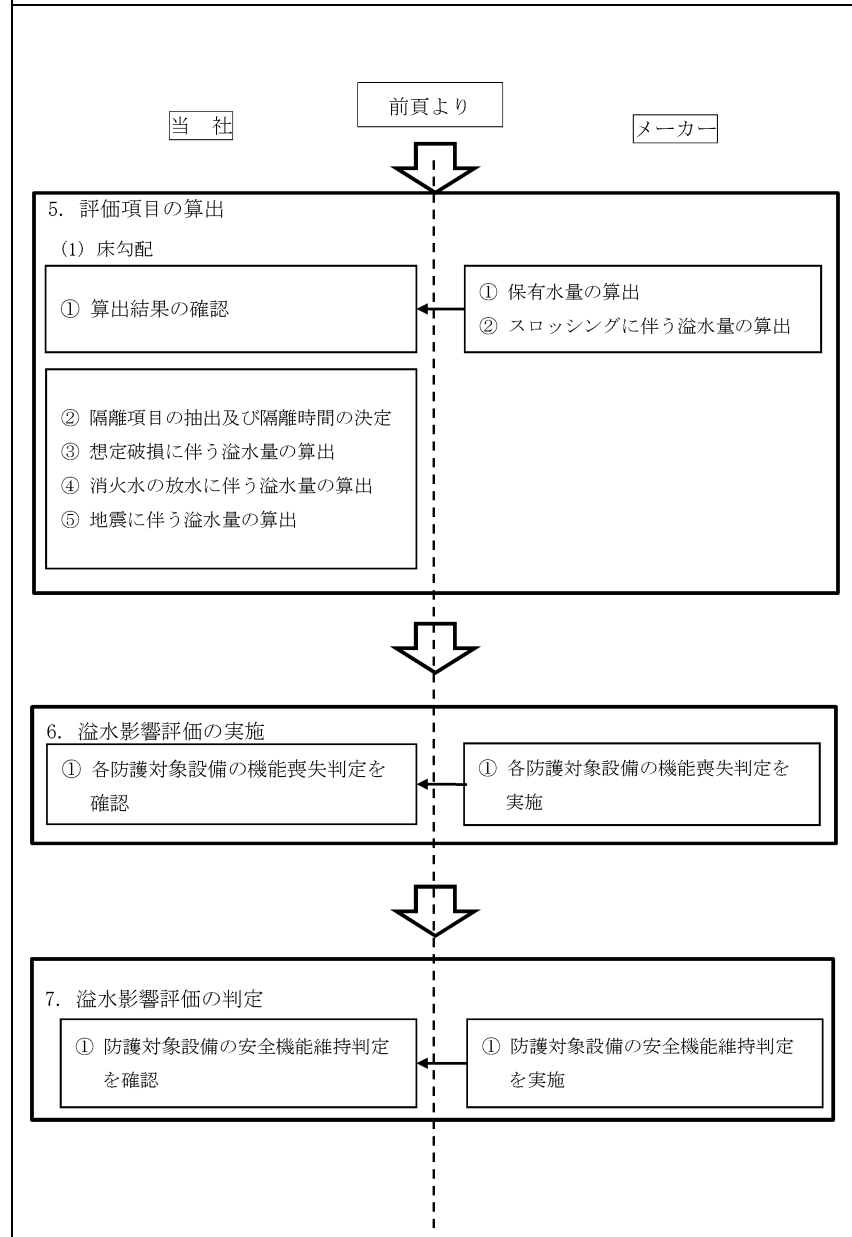 前頁より
当　社
メーカー
5. 評価項目の算出
(1) 床勾配
① 算出結果の確認
① 保有水量の算出
② スロッシングに伴う溢水量の算出
② 隔離項目の抽出及び隔離時間の決定
③ 想定破損に伴う溢水量の算出
④ 消火水の放水に伴う溢水量の算出
⑤ 地震に伴う溢水量の算出
6. 溢水影響評価の実施
① 各防護対象設備の機能喪失判定を
確認
① 各防護対象設備の機能喪失判定を
実施
7. 溢水影響評価の判定
① 防護対象設備の安全機能維持判定
を確認
① 防護対象設備の安全機能維持判定
を実施